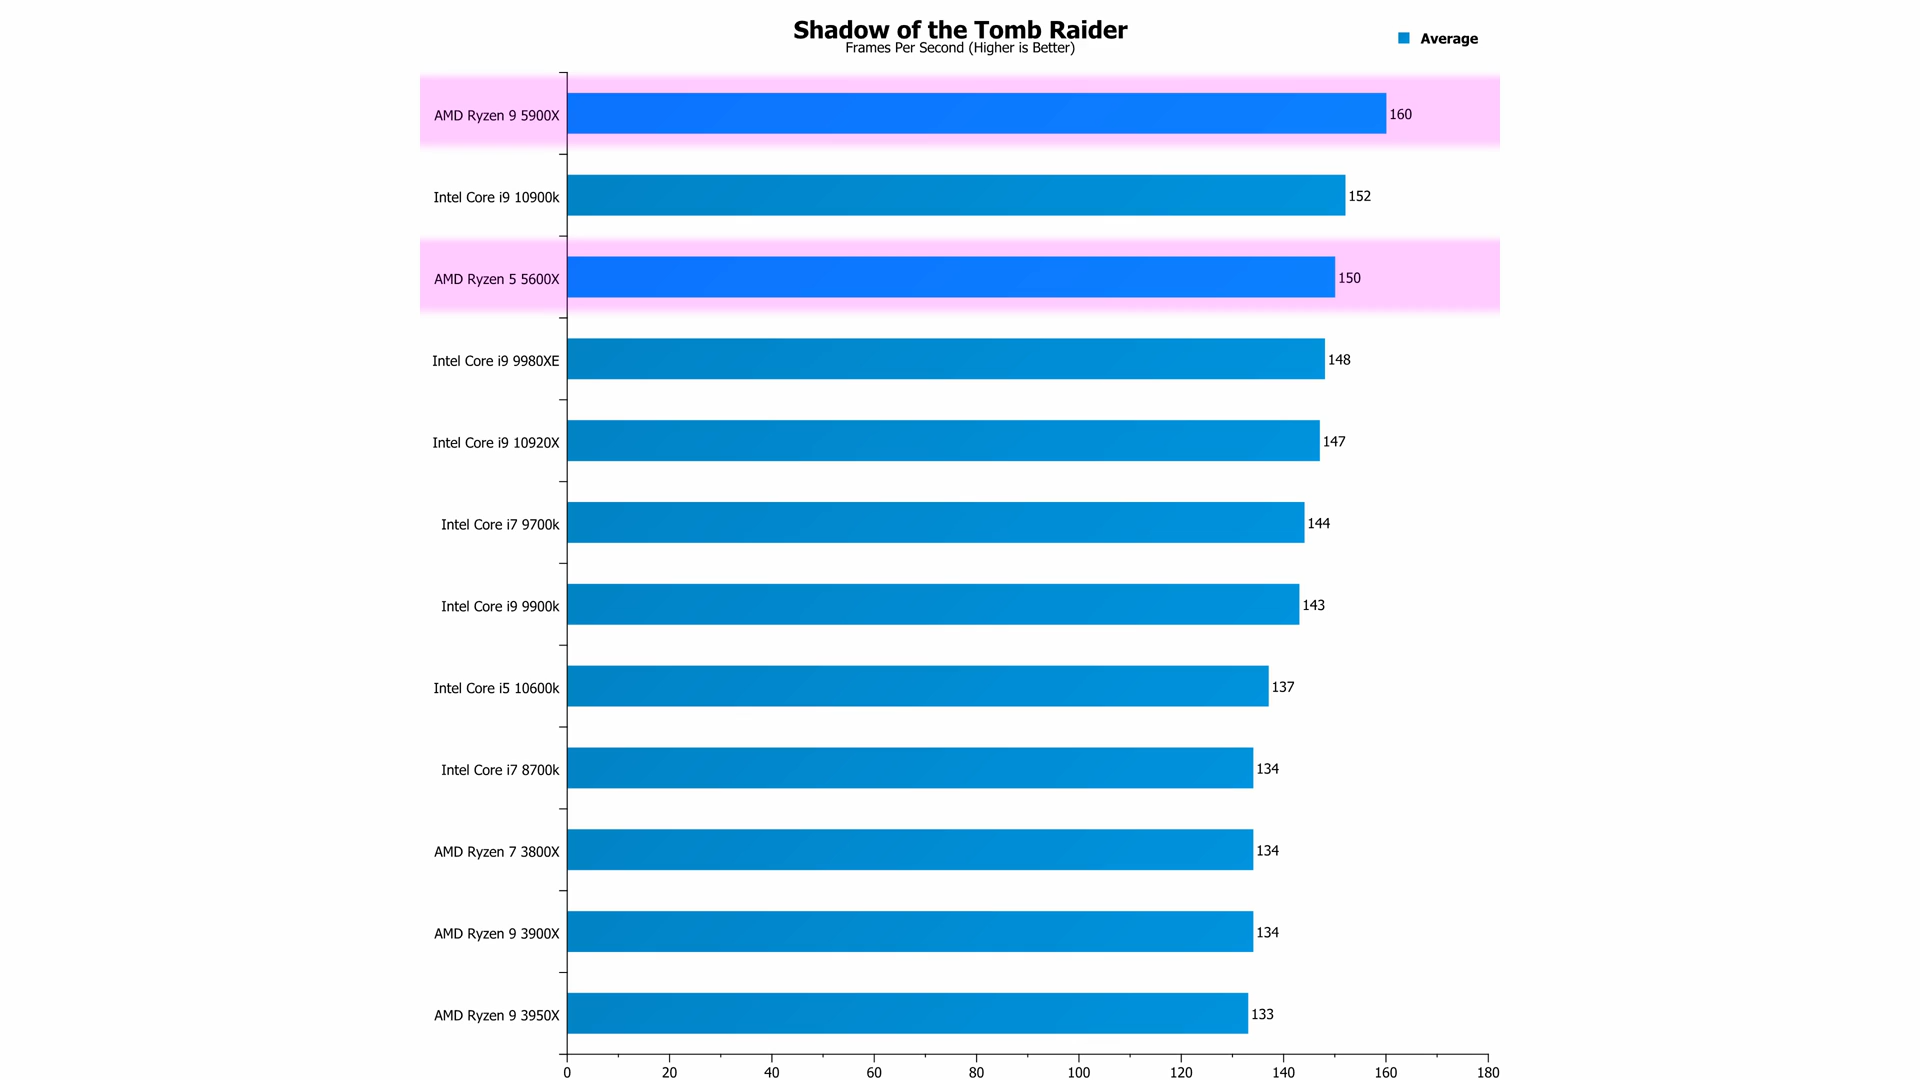 Shadow of the Tomb Raider
Frames Per Second (Higher is Better)
Average
AMD Ryzen 9 5900X 160
Intel Core i9 10900k 152
AMD Ryzen 5 5600X 150
Intel Core i9 9980XE 148
Intel Core i9 10920X 147
Intel Core i7 9700k 144
Intel Core i9 9900k 143
Intel Core i5 10600k 137
Intel Core i7 8700k 134
AMD Ryzen 7 3800X 134
AMD Ryzen 9 3900X 134
AMD Ryzen 9 3950X 133
0 20 40 60 80 100 120 140 160 180